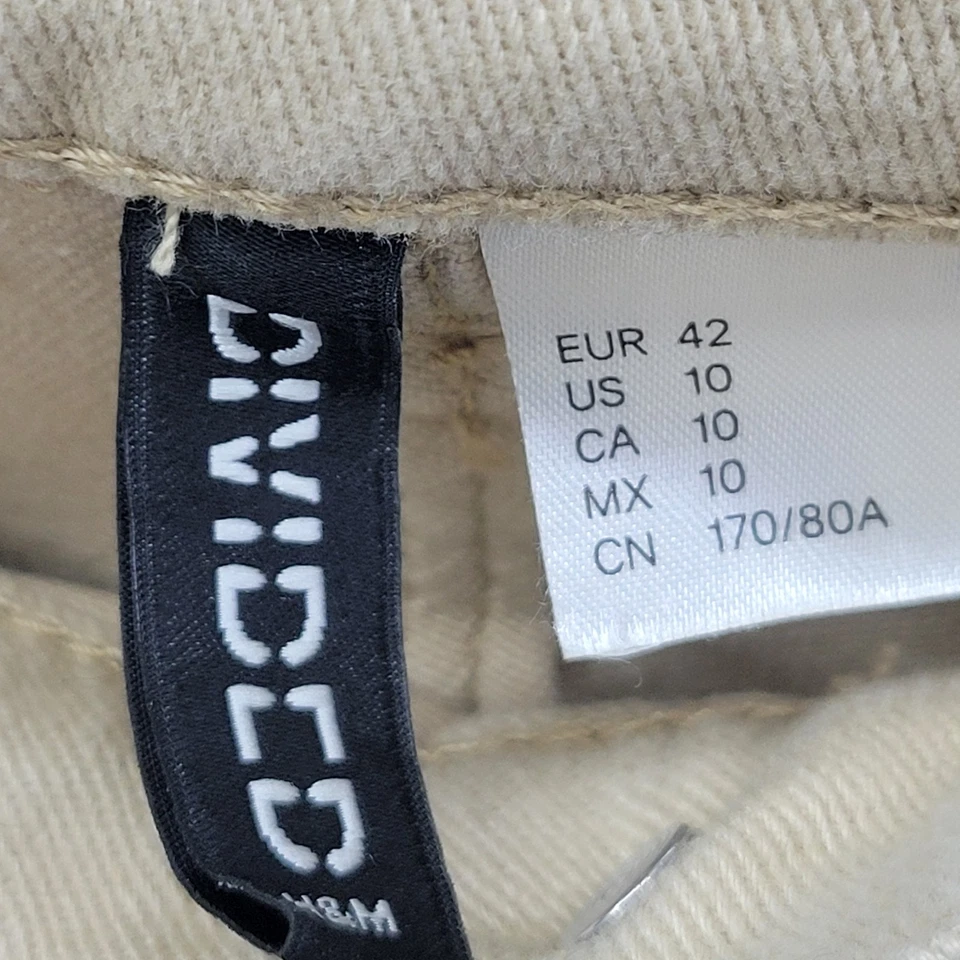 DIVIDED
H&M
EUR 42
US 10
CA 10
MX 10
CN 170/80A